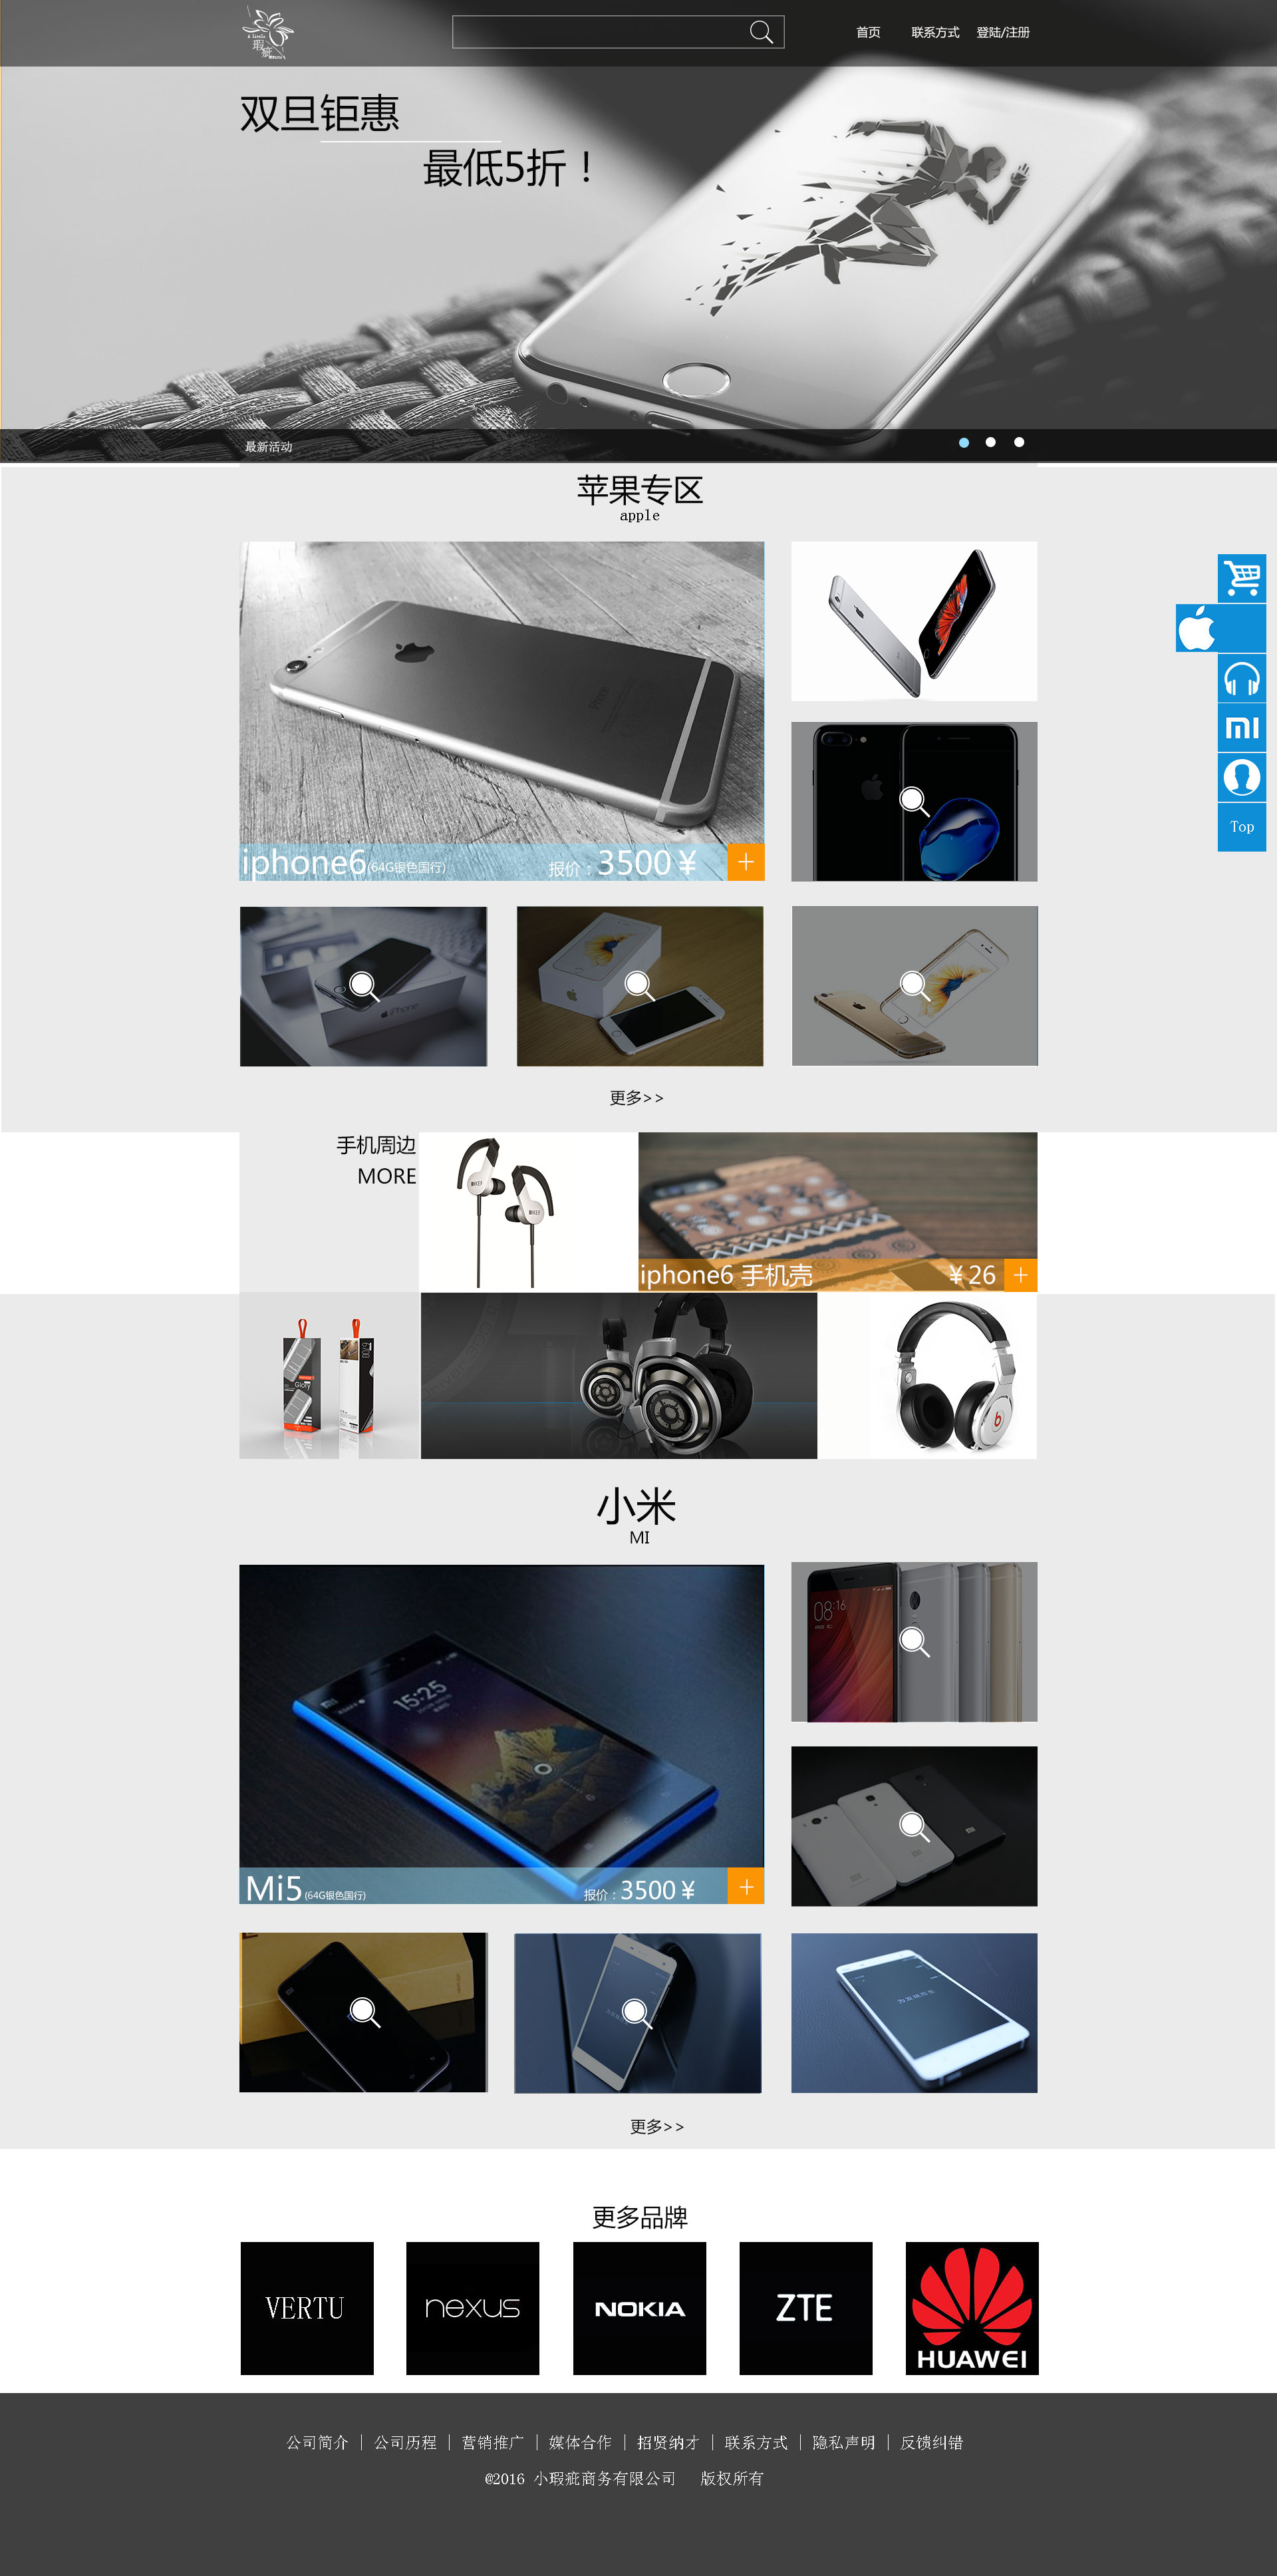 瑕疵
首页 联系方式 登陆/注册
双旦钜惠
最低5折！
最新活动
苹果专区
apple
iphone6(64G银色国行) 报价：3500¥ +
Top
更多>>
手机周边
MORE
iphone6 手机壳 ¥26 +
小米
MI
08:16
15:25
Mi5(64G银色国行) 报价：3500¥ +
更多>>
更多品牌
VERTU nexus NOKIA ZTE HUAWEI
公司简介 | 公司历程 | 营销推广 | 媒体合作 | 招贤纳才 | 联系方式 | 隐私声明 | 反馈纠错
@2016 小瑕疵商务有限公司 版权所有